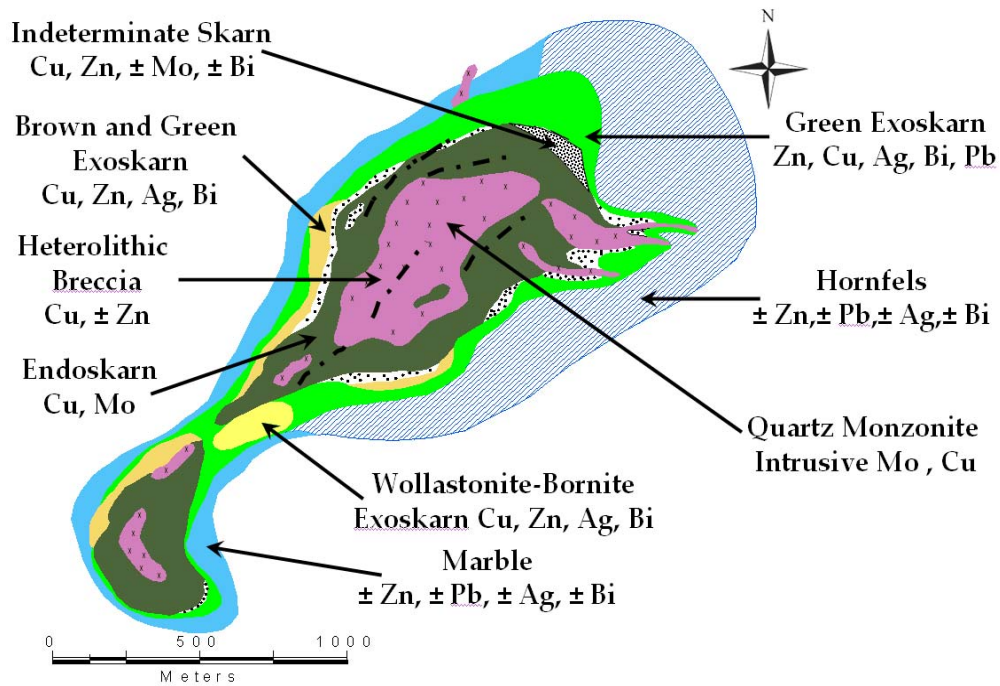 Indeterminate Skarn
Cu, Zn, ± Mo, ± Bi
N
Brown and Green
Exoskarn
Cu, Zn, Ag, Bi
Green Exoskarn
Zn, Cu, Ag, Bi, Pb
Heterolithic
Breccia
Cu, ± Zn
Hornfels
± Zn,± Pb,± Ag,± Bi
Endoskarn
Cu, Mo
Quartz Monzonite
Intrusive Mo , Cu
Wollastonite-Bornite
Exoskarn Cu, Zn, Ag, Bi
Marble
± Zn, ± Pb, ± Ag, ± Bi
0 500 1000
Meters